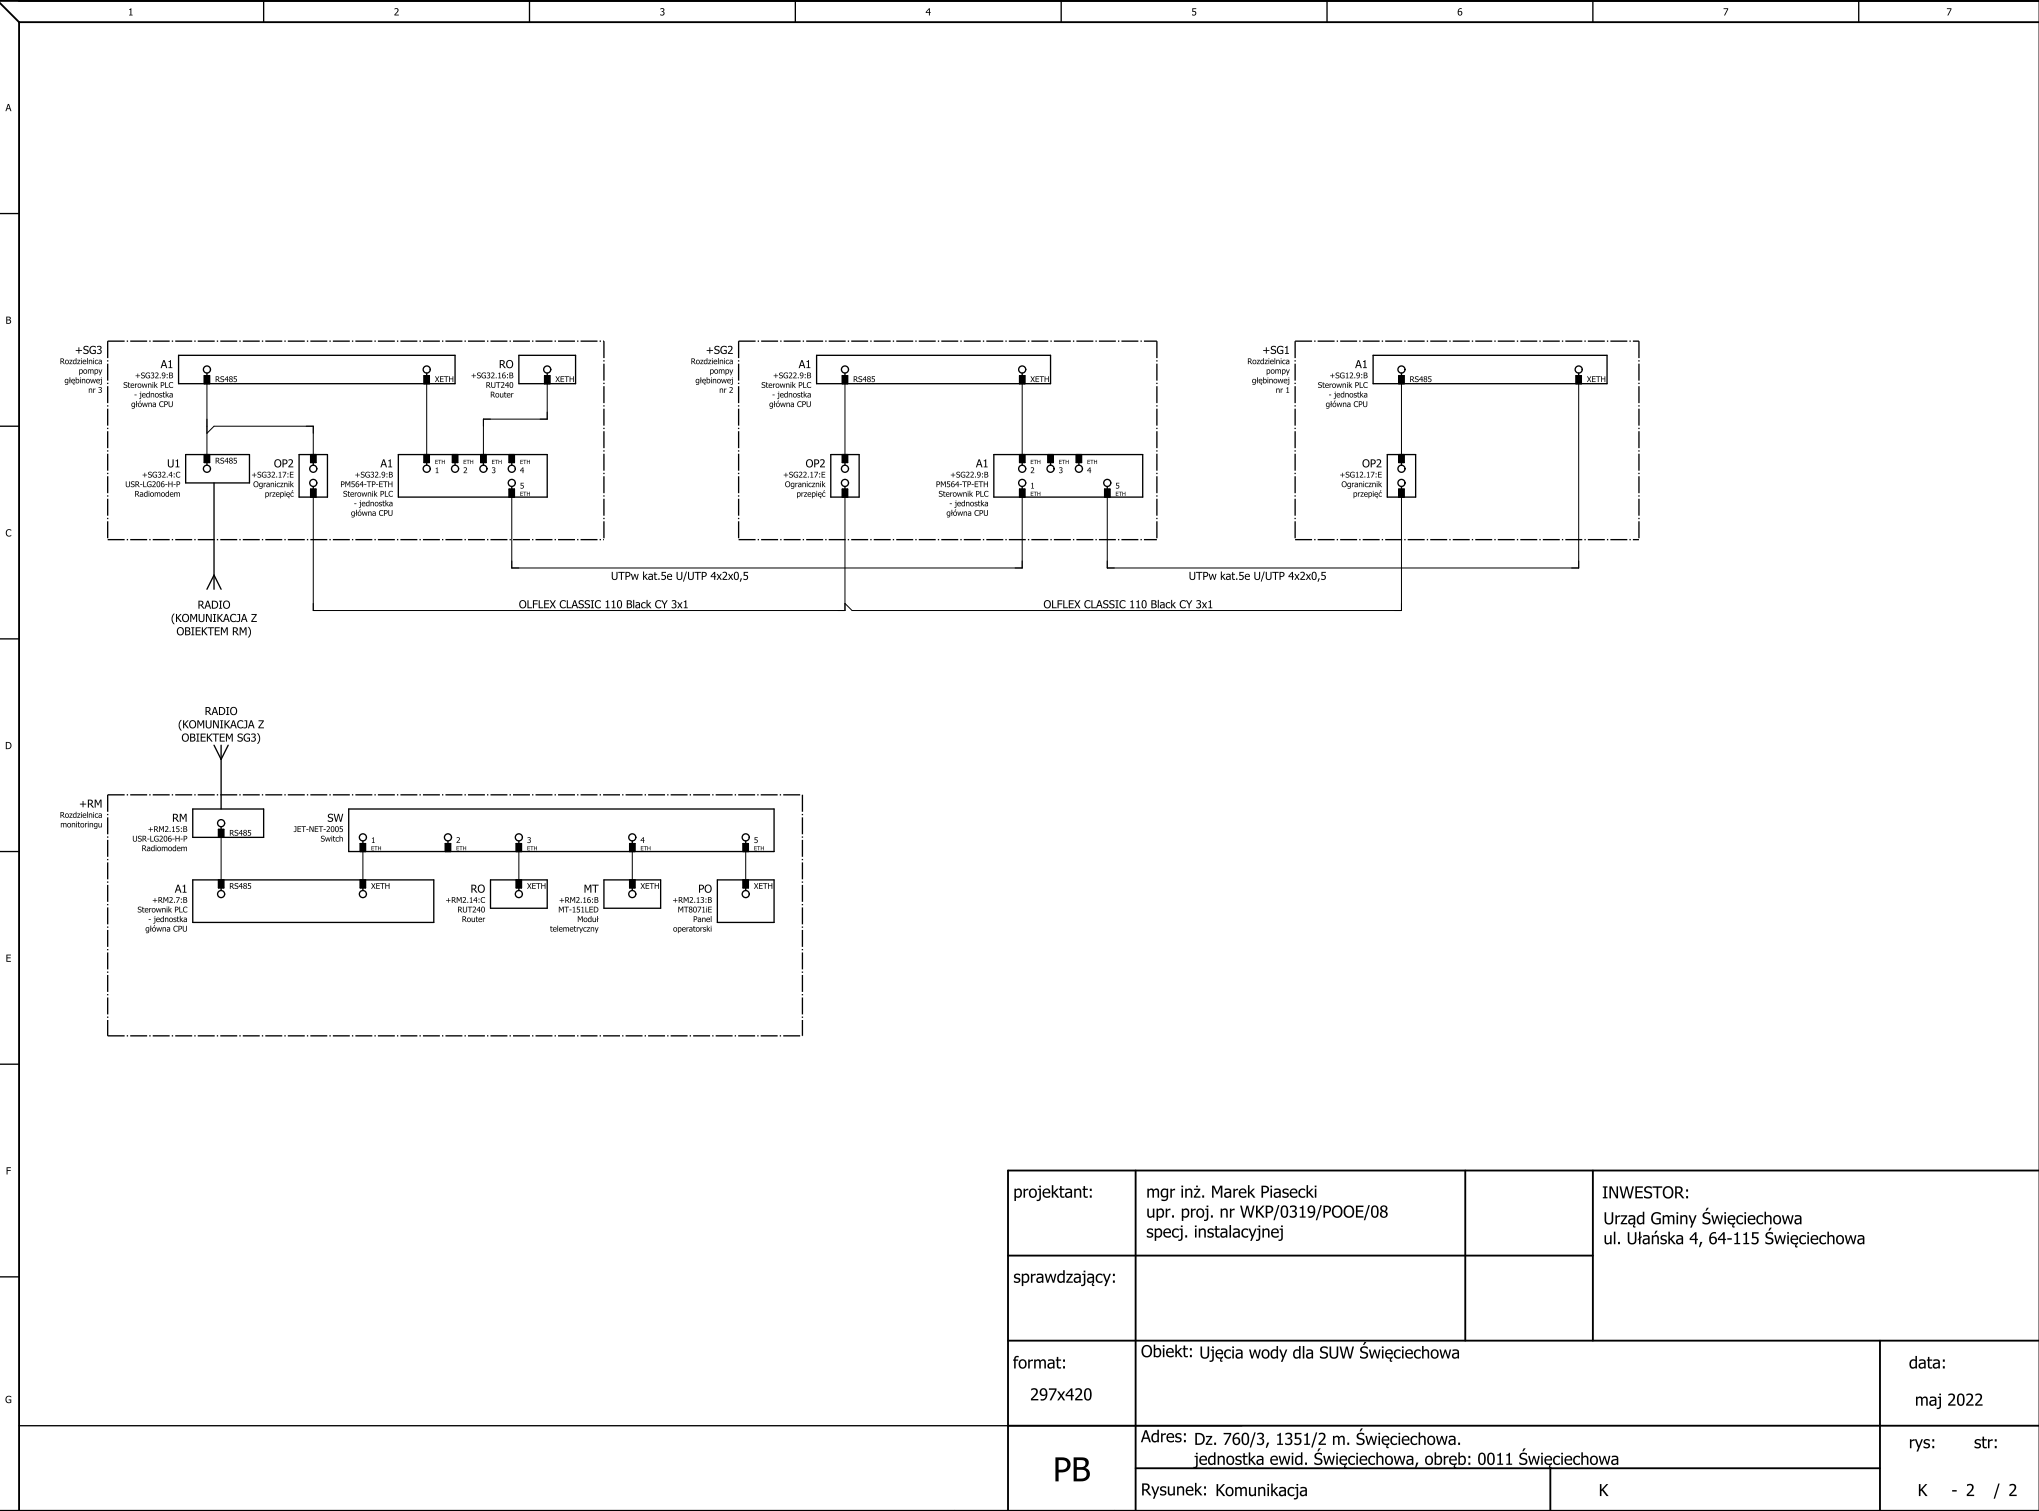 1 2 3 4 5 6 7 7
A
B
C
D
E
F
G
+SG3
Rozdzielnica
pompy
głębinowej
nr 3
A1
+SG32.9:B
Sterownik PLC
- jednostka
główna CPU
RS485
XETH
RO
+SG32.16:B
RUT240
Router
XETH
U1
+SG32.4:C
USR-LG206-H-P
Radiomodem
RS485
OP2
+SG32.17:E
Ogranicznik
przepięć
A1
+SG32.9:B
PM564-TP-ETH
Sterownik PLC
- jednostka
główna CPU
ETH ETH ETH ETH
1 2 3 4
5
ETH
RADIO
(KOMUNIKACJA Z
OBIEKTEM RM)
+SG2
Rozdzielnica
pompy
głębinowej
nr 2
A1
+SG22.9:B
Sterownik PLC
- jednostka
główna CPU
RS485
XETH
OP2
+SG22.17:E
Ogranicznik
przepięć
A1
+SG22.9:B
PM564-TP-ETH
Sterownik PLC
- jednostka
główna CPU
ETH ETH ETH
2 3 4
1 5
ETH ETH
+SG1
Rozdzielnica
pompy
głębinowej
nr 1
A1
+SG12.9:B
Sterownik PLC
- jednostka
główna CPU
RS485
XETH
OP2
+SG12.17:E
Ogranicznik
przepięć
UTPw kat.5e U/UTP 4x2x0,5
UTPw kat.5e U/UTP 4x2x0,5
OLFLEX CLASSIC 110 Black CY 3x1
OLFLEX CLASSIC 110 Black CY 3x1
RADIO
(KOMUNIKACJA Z
OBIEKTEM SG3)
+RM
Rozdzielnica
monitoringu
RM
+RM2.15:B
USR-LG206-H-P
Radiomodem
RS485
SW
JET-NET-2005
Switch
1 2 3 4 5
ETH ETH ETH ETH ETH
A1
+RM2.7:B
Sterownik PLC
- jednostka
główna CPU
RS485
XETH
RO
+RM2.14:C
RUT240
Router
XETH
MT
+RM2.16:B
MT-151LED
Moduł
telemetryczny
XETH
PO
+RM2.13:B
MT8071iE
Panel
operatorski
XETH
projektant:
mgr inż. Marek Piasecki
upr. proj. nr WKP/0319/POOE/08
specj. instalacyjnej
INWESTOR:
Urząd Gminy Święciechowa
ul. Ułańska 4, 64-115 Święciechowa
sprawdzający:
format:
297x420
Obiekt: Ujęcia wody dla SUW Święciechowa
data:
maj 2022
PB
Adres: Dz. 760/3, 1351/2 m. Święciechowa.
jednostka ewid. Święciechowa, obręb: 0011 Święciechowa
rys: str:
Rysunek: Komunikacja
K
K - 2 / 2